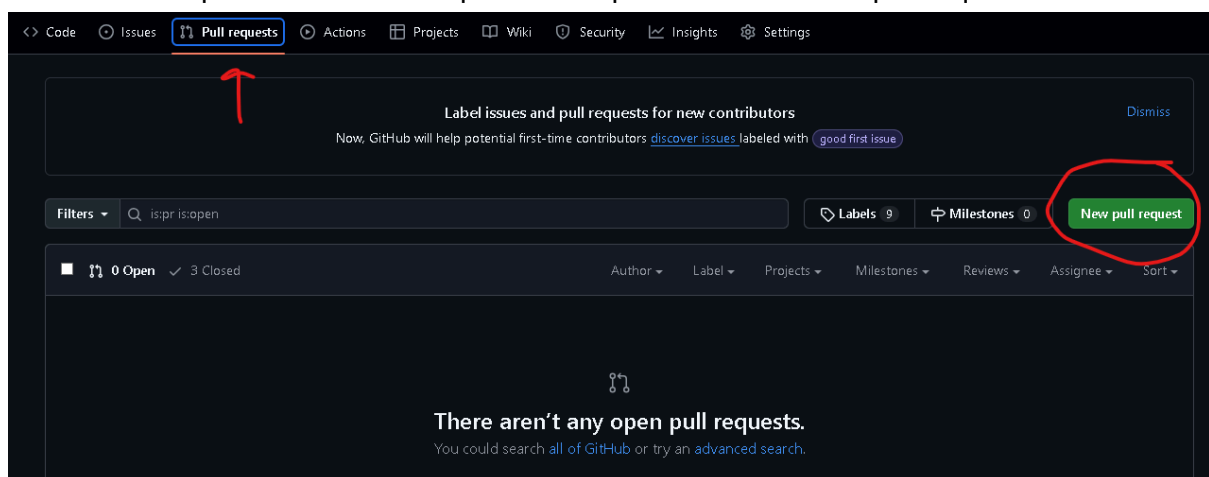 <> Code Issues Pull requests Actions Projects Wiki Security Insights Settings
Label issues and pull requests for new contributors
Dismiss
Now, GitHub will help potential first-time contributors discover issues labeled with good first issue
Filters is:pr is:open Labels 9 Milestones 0 New pull request
0 Open 3 Closed Author Label Projects Milestones Reviews Assignee Sort
There aren't any open pull requests.
You could search all of GitHub or try an advanced search.